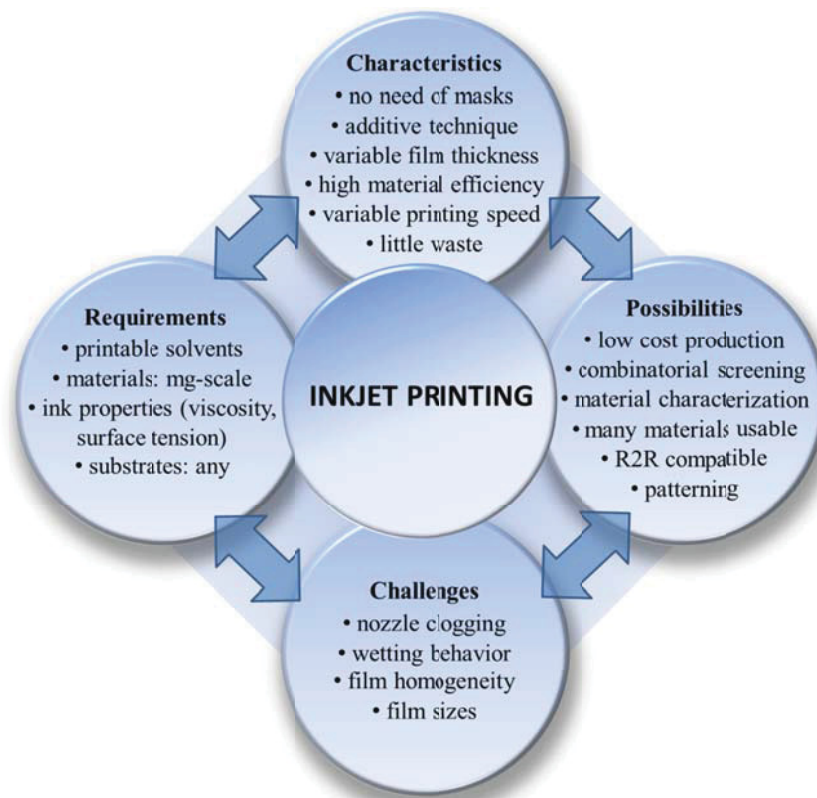 Characteristics
• no need of masks
• additive technique
• variable film thickness
• high material efficiency
• variable printing speed
• little waste
Requirements
• printable solvents
• materials: mg-scale
• ink properties (viscosity,
surface tension)
• substrates: any
INKJET PRINTING
Possibilities
• low cost production
• combinatorial screening
• material characterization
• many materials usable
• R2R compatible
• patterning
Challenges
• nozzle clogging
• wetting behavior
• film homogeneity
• film sizes